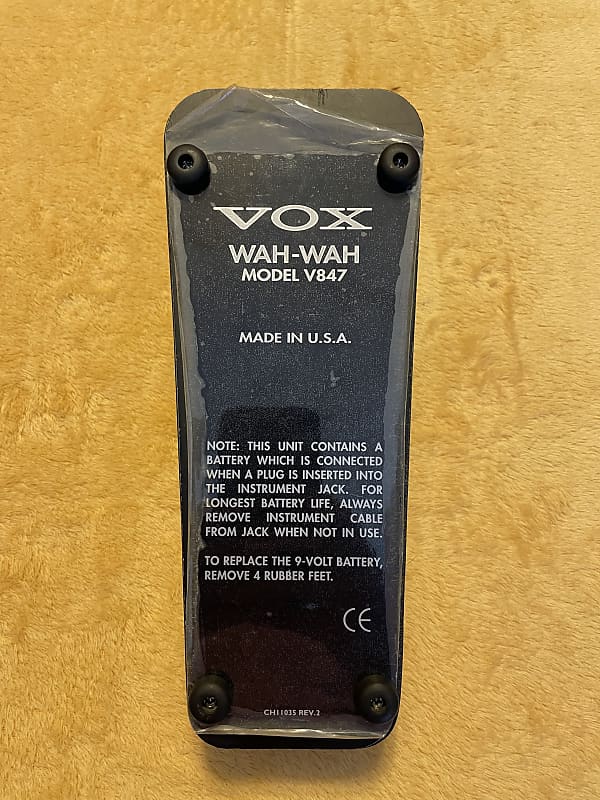 VOX
WAH-WAH
MODEL V847
MADE IN U.S.A.
NOTE: THIS UNIT CONTAINS A
BATTERY WHICH IS CONNECTED
WHEN A PLUG IS INSERTED INTO
THE INSTRUMENT JACK. FOR
LONGEST BATTERY LIFE, ALWAYS
REMOVE INSTRUMENT CABLE
FROM JACK WHEN NOT IN USE.
TO REPLACE THE 9-VOLT BATTERY,
REMOVE 4 RUBBER FEET.
CE
CH11035 REV.2